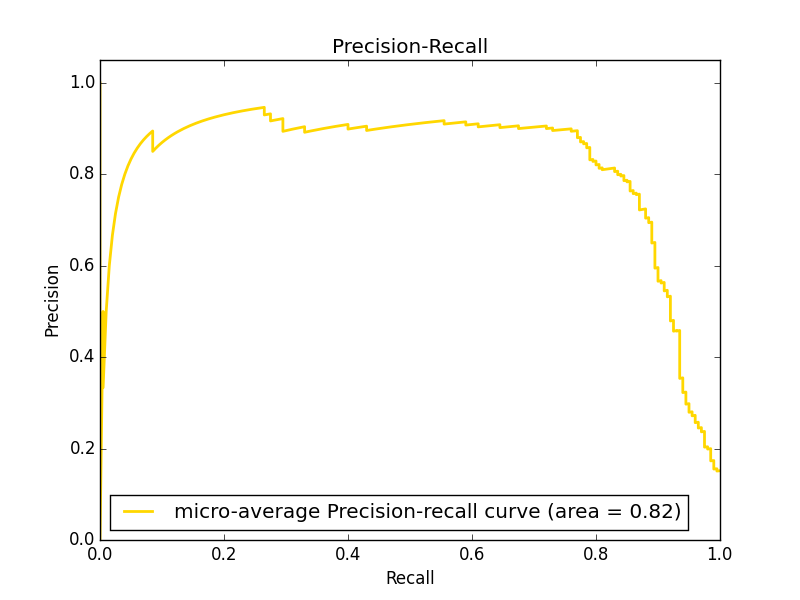 Precision-Recall
1.0
0.8
0.6
0.4
0.2
0.0
Precision
micro-average Precision-recall curve (area = 0.82)
0.0 0.2 0.4 0.6 0.8 1.0
Recall